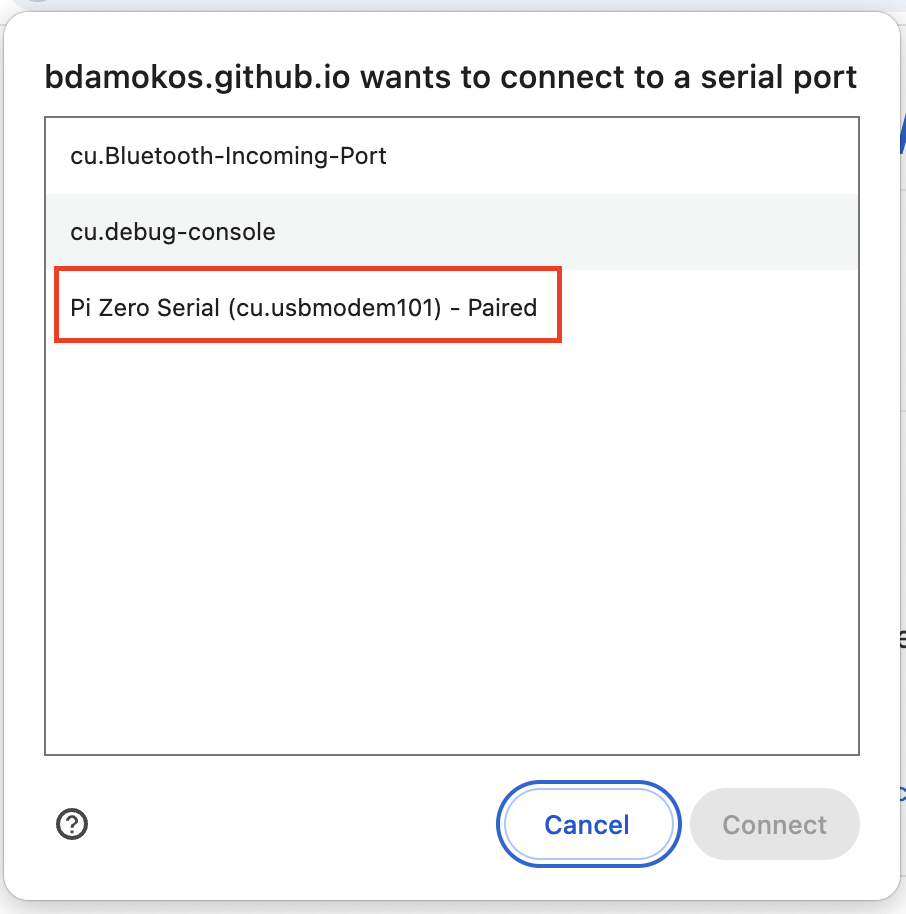 bdamokos.github.io wants to connect to a serial port
cu.Bluetooth-Incoming-Port
cu.debug-console
Pi Zero Serial (cu.usbmodem101) - Paired
?
Cancel
Connect